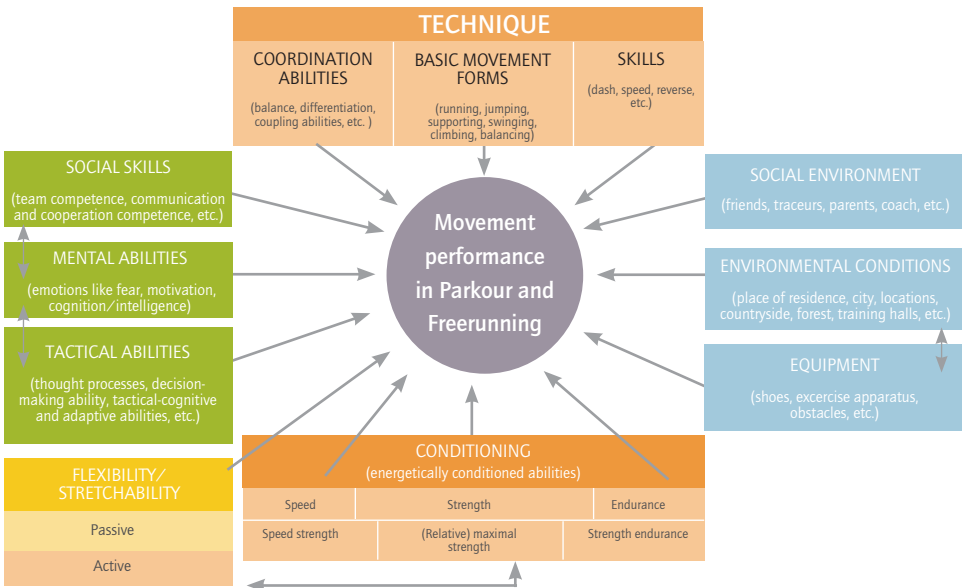 TECHNIQUE
COORDINATION
ABILITIES
(balance, differentiation,
coupling abilities, etc. )
BASIC MOVEMENT
FORMS
(running, jumping,
supporting, swinging,
climbing, balancing)
SKILLS
(dash, speed, reverse,
etc.)
SOCIAL SKILLS
(team competence, communication
and cooperation competence, etc.)
MENTAL ABILITIES
(emotions like fear, motivation,
cognition/intelligence)
TACTICAL ABILITIES
(thought processes, decision-
making ability, tactical-cognitive
and adaptive abilities, etc.)
FLEXIBILITY/
STRETCHABILITY
Passive
Active
Movement
performance
in Parkour and
Freerunning
SOCIAL ENVIRONMENT
(friends, traceurs, parents, coach, etc.)
ENVIRONMENTAL CONDITIONS
(place of residence, city, locations,
countryside, forest, training halls, etc.)
EQUIPMENT
(shoes, excercise apparatus,
obstacles, etc.)
CONDITIONING
(energetically conditioned abilities)
Speed
Strength
Endurance
Speed strength
(Relative) maximal
strength
Strength endurance